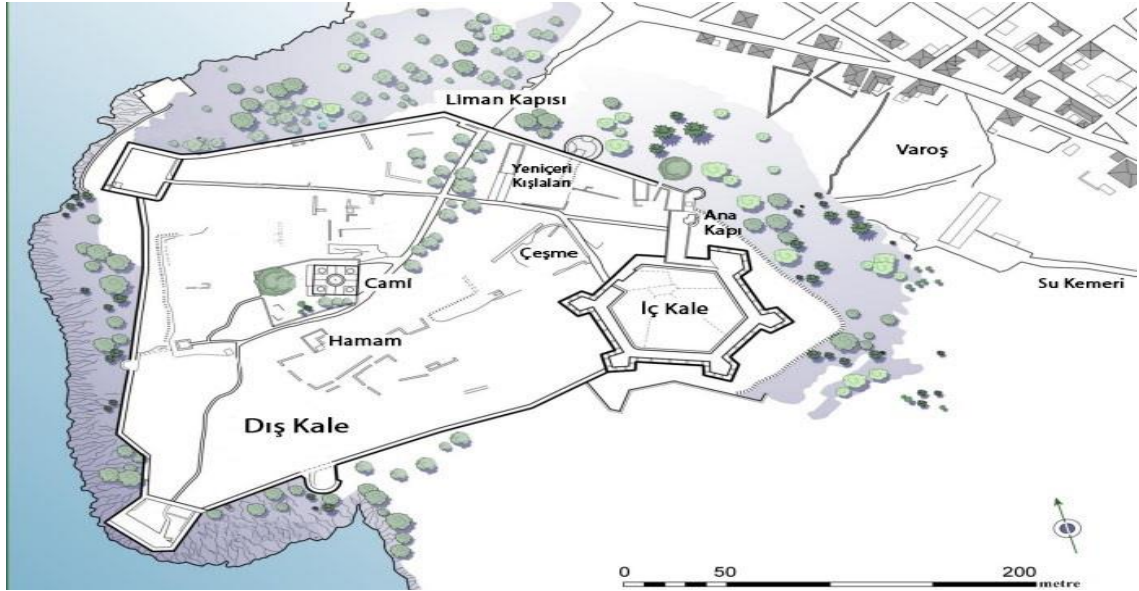 Liman Kapısı
Yeniçeri
Kışlaları
Varoş
Ana
Kapı
Çeşme
Cami
İç Kale
Su Kemeri
Hamam
Dış Kale
0 50 200 metre